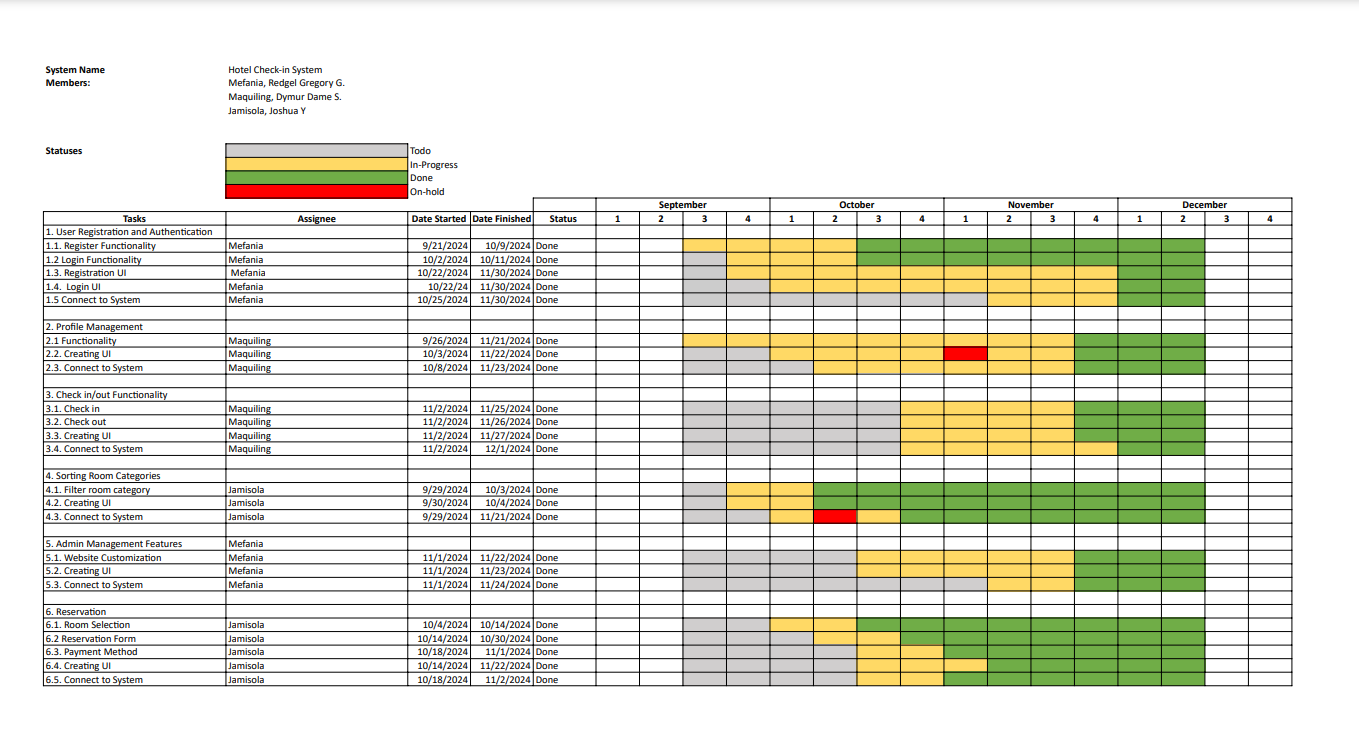 System Name Hotel Check-in System
Members: Mefania, Redgel Gregory G.
Maquiling, Dymur Dame S.
Jamisola, Joshua Y
Statuses Todo
In-Progress
Done
On-hold
September October November December
Tasks Assignee Date Started Date Finished Status 1 2 3 4 1 2 3 4 1 2 3 4 1 2 3 4
1. User Registration and Authentication
1.1. Register Functionality Mefania 9/21/2024 10/9/2024 Done
1.2 Login Functionality Mefania 10/2/2024 10/11/2024 Done
1.3. Registration UI Mefania 10/22/2024 11/30/2024 Done
1.4. Login UI Mefania 10/22/24 11/30/2024 Done
1.5 Connect to System Mefania 10/25/2024 11/30/2024 Done
2. Profile Management
2.1 Functionality Maquiling 9/26/2024 11/21/2024 Done
2.2. Creating UI Maquiling 10/3/2024 11/22/2024 Done
2.3. Connect to System Maquiling 10/8/2024 11/23/2024 Done
3. Check in/out Functionality
3.1. Check in Maquiling 11/2/2024 11/25/2024 Done
3.2. Check out Maquiling 11/2/2024 11/26/2024 Done
3.3. Creating UI Maquiling 11/2/2024 11/27/2024 Done
3.4. Connect to System Maquiling 11/2/2024 12/1/2024 Done
4. Sorting Room Categories
4.1. Filter room category Jamisola 9/29/2024 10/3/2024 Done
4.2. Creating UI Jamisola 9/30/2024 10/4/2024 Done
4.3. Connect to System Jamisola 9/29/2024 11/21/2024 Done
5. Admin Management Features Mefania
5.1. Website Customization Mefania 11/1/2024 11/22/2024 Done
5.2. Creating UI Mefania 11/1/2024 11/23/2024 Done
5.3. Connect to System Mefania 11/1/2024 11/24/2024 Done
6. Reservation
6.1. Room Selection Jamisola 10/4/2024 10/14/2024 Done
6.2 Reservation Form Jamisola 10/14/2024 10/30/2024 Done
6.3. Payment Method Jamisola 10/18/2024 11/1/2024 Done
6.4. Creating UI Jamisola 10/14/2024 11/22/2024 Done
6.5. Connect to System Jamisola 10/18/2024 11/2/2024 Done